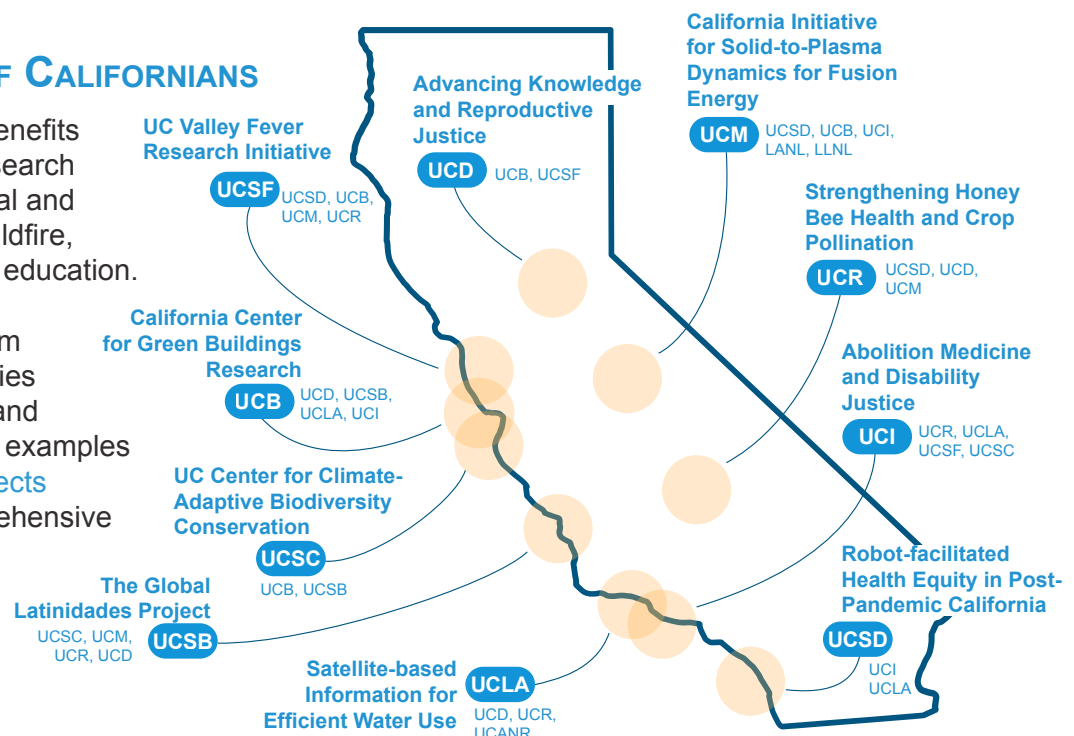 F CALIFORNIANS
enefits
search
al and
ldfire,
education.
m
ies
and
examples
ects
ehensive
UC Valley Fever
Research Initiative
UCSF
UCSD, UCB,
UCM, UCR
Advancing Knowledge
and Reproductive
Justice
UCD
UCB, UCSF
California Initiative
for Solid-to-Plasma
Dynamics for Fusion
Energy
UCM
UCSD, UCB, UCI,
LANL, LLNL
Strengthening Honey
Bee Health and Crop
Pollination
UCR
UCSD, UCD,
UCM
California Center
for Green Buildings
Research
UCB
UCD, UCSB,
UCLA, UCI
Abolition Medicine
and Disability
Justice
UCI
UCR, UCLA,
UCSF, UCSC
UC Center for Climate-
Adaptive Biodiversity
Conservation
UCSC
UCB, UCSB
The Global
Latinidades Project
UCSB
UCSC, UCM,
UCR, UCD
Robot-facilitated
Health Equity in Post-
Pandemic California
UCSD
UCI
UCLA
Satellite-based
Information for
Efficient Water Use
UCLA
UCD, UCR,
UCANR